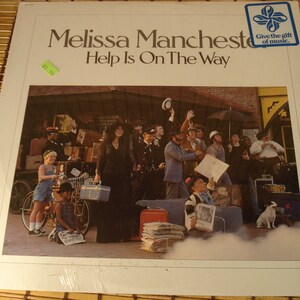 Melissa Manchester
Help Is On The Way
Give the gift
of music.